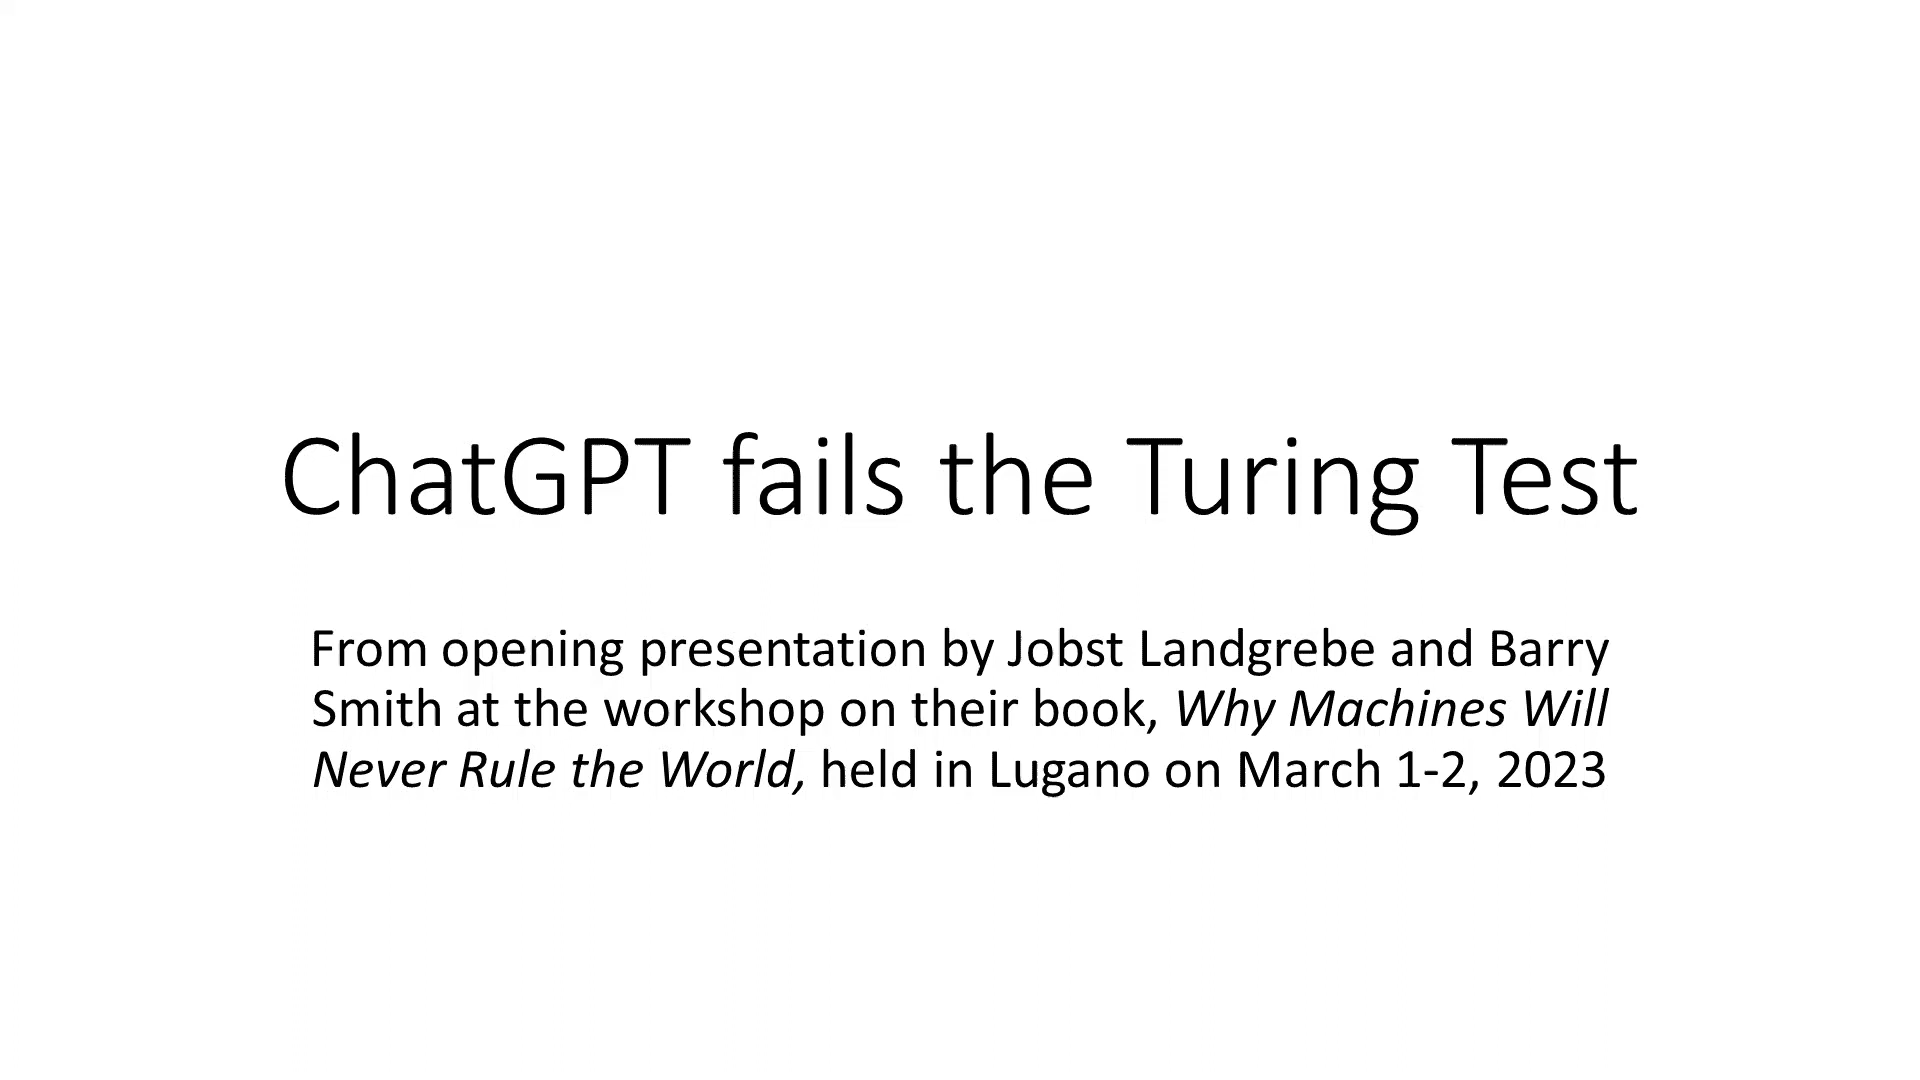 ChatGPT fails the Turing Test
From opening presentation by Jobst Landgrebe and Barry
Smith at the workshop on their book, Why Machines Will
Never Rule the World, held in Lugano on March 1-2, 2023